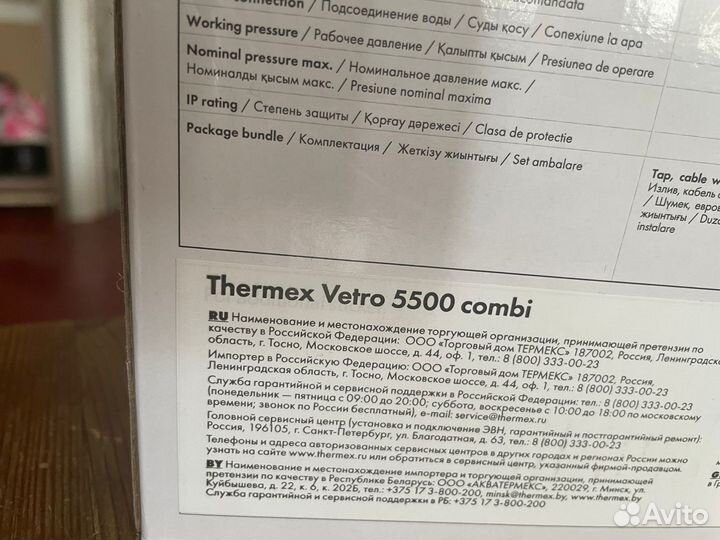 connection / Подсоединение воды / Суды қосу / Conexiune la apa
Working pressure / Рабочее давление / Қалыпты қысым / Presiunea de operare
Nominal pressure max. / Номинальное давление макс. /
Номиналды қысым макс. / Presiune nominal maxima
IP rating / Степень защиты / Қорғау дәрежесі / Clasa de protectie
Package bundle / Комплектация / Жеткізу жиынтығы / Set ambalare
Tap, cable w
Излив, кабель
/ Шүмек, евров
жиынтығы / Duza
instalare
Thermex Vetro 5500 combi
RU Наименование и местонахождение торгующей организации, принимающей претензии по
качеству в Российской Федерации: ООО «Торговый дом ТЕРМЕКС» 187002, Россия, Ленинградская
область, г. Тосно, Московское шоссе, д. 44, оф. 1, тел.: 8 (800) 333-00-23
Импортер в Российскую Федерацию: ООО «Торговый дом ТЕРМЕКС» 187002, Россия,
Ленинградская область, г. Тосно, Московское шоссе, д. 44, оф. 1, тел.: 8 (800) 333-00-23
Служба гарантийной и сервисной поддержки в Российской Федерации: тел.: 8 (800) 333-00-23
(понедельник — пятница с 09:00 до 20:00; суббота, воскресенье с 10:00 до 18:00 по московскому
времени; звонок по России бесплатный), e-mail: service@thermex.ru
Головной сервисный центр (установка и подключение ЭВН, гарантийный и постгарантийный ремонт):
Россия, 196105, г. Санкт-Петербург, ул. Благодатная, д. 63, тел.: 8 (800) 333-00-23
Телефоны и адреса авторизованных сервисных центров в других городах и регионах России можно
узнать на сайте www.thermex.ru или обратиться в сервисный центр, указанный фирмой-продавцом.
BY Наименование и местонахождение импортера и торгующей организации, принимающей
претензии по качеству в Республике Беларусь: ООО «АКВАТЕРМЕКС», 220029, г. Минск, ул.
Куйбышева, д. 22, к. 6, к. 202Б, тел.: +375 17 3-800-200, minsk@thermex.by, www.thermex.by
Служба гарантийной и сервисной поддержки в РБ: +375 17 3-800-200
Avito